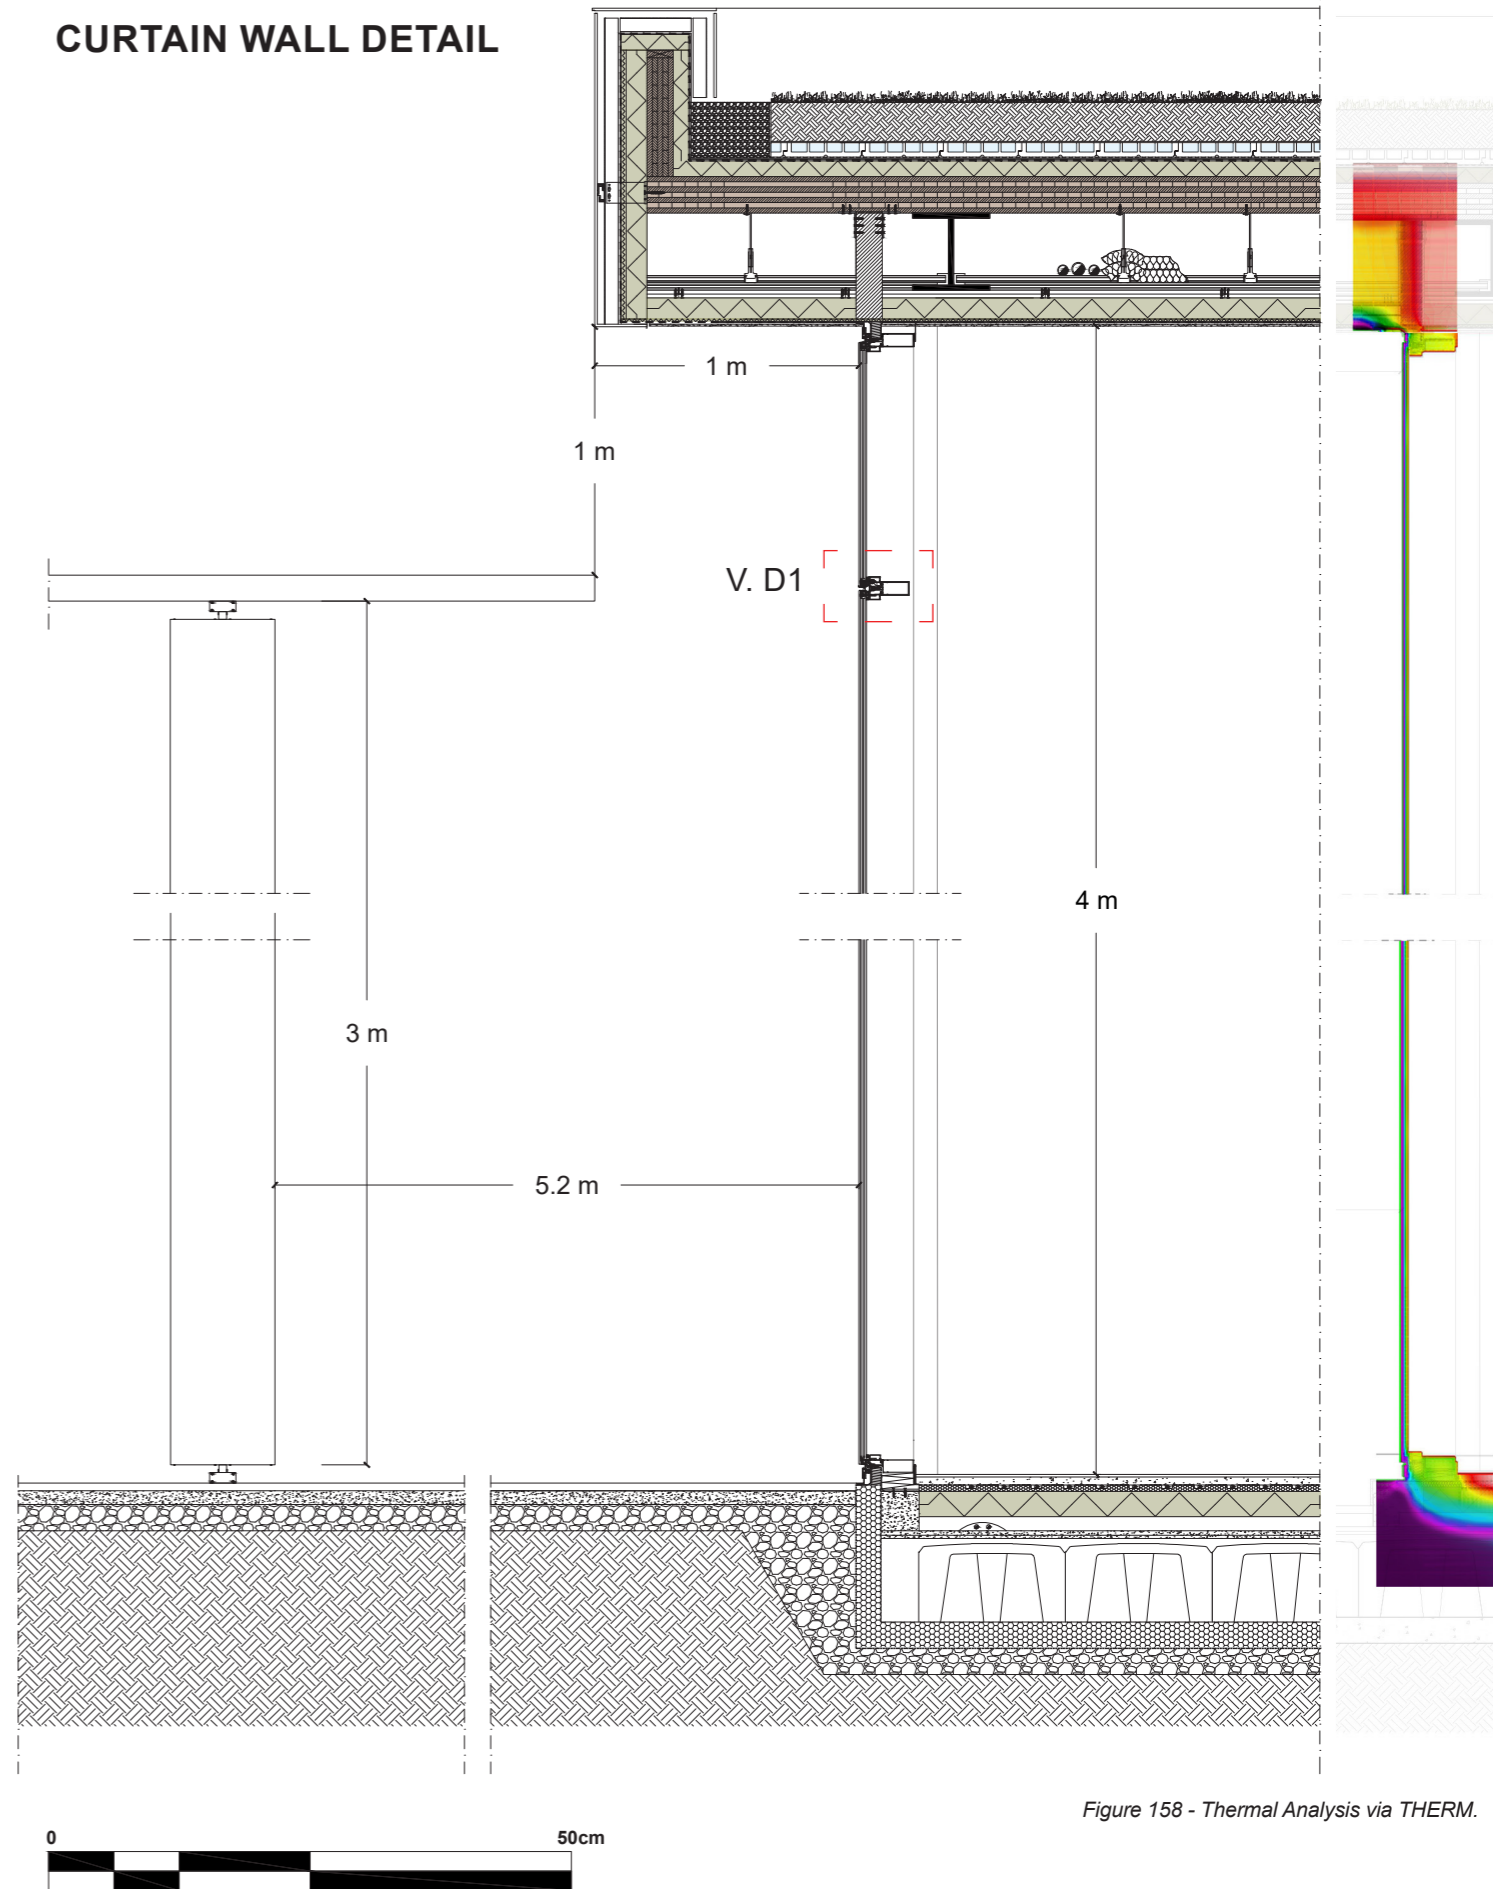 CURTAIN WALL DETAIL
1 m
1 m
V. D1
4 m
3 m
5.2 m
Figure 158 - Thermal Analysis via THERM.
0 50cm